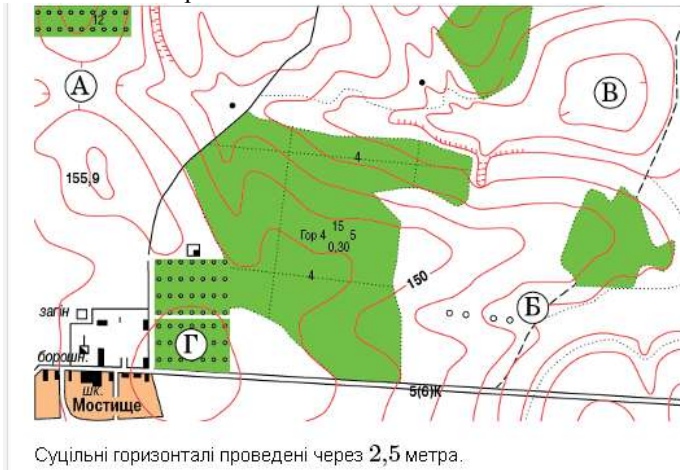 12
А
В
4
155,9
Гор 4 15 5
0,30
4
150
Б
загін
Г
борошн.
шк.
5(6)К
Мостище
Суцільні горизонталі проведені через 2,5 метра.